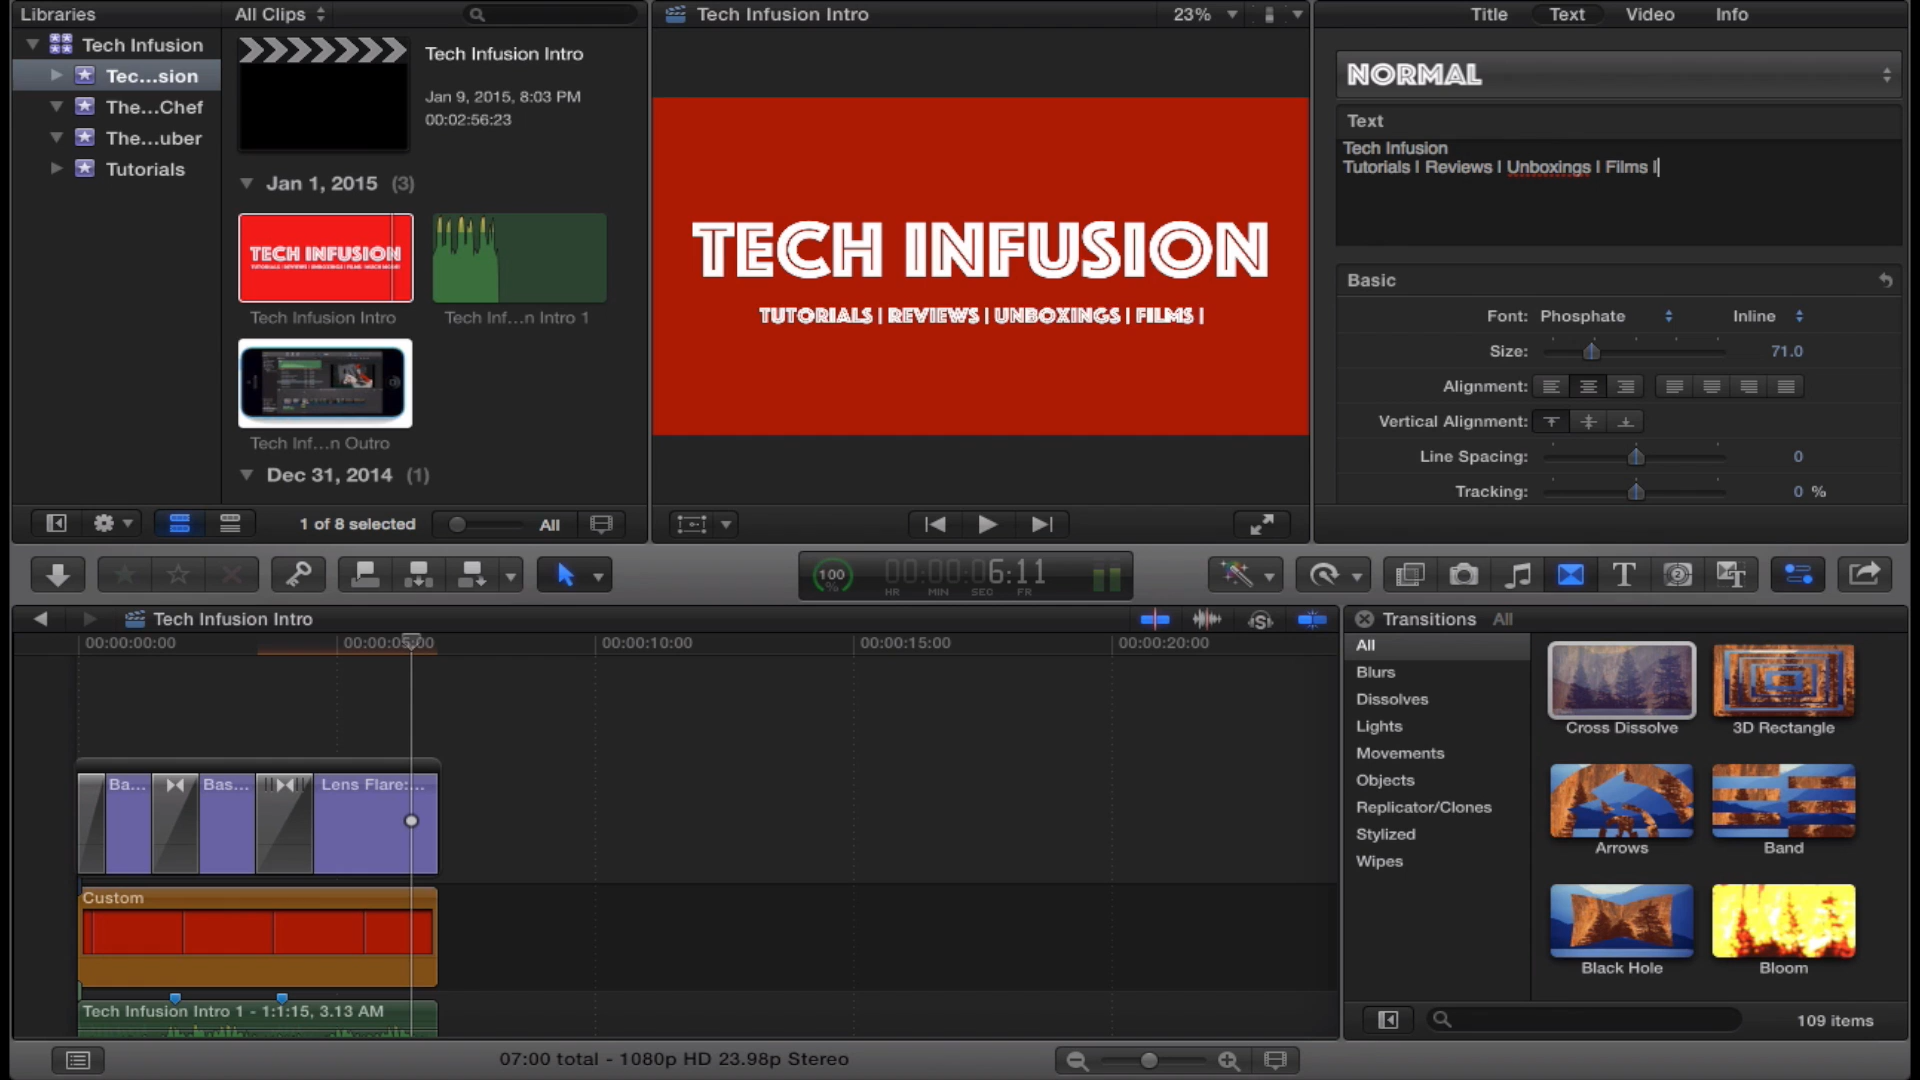 Libraries
All Clips
Tech Infusion
Tec...sion
The...Chef
The...uber
Tutorials
Tech Infusion Intro
Jan 9, 2015, 8:03 PM
00:02:56:23
Jan 1, 2015 (3)
TECH INFUSION
Tech Infusion Intro
Tech Inf...n Intro 1
Tech Inf...n Outro
Dec 31, 2014 (1)
1 of 8 selected
All
Tech Infusion Intro
23%
TECH INFUSION
TUTORIALS | REVIEWS | UNBOXINGS | FILMS |
Title Text Video Info
NORMAL
Text
Tech Infusion
Tutorials | Reviews | Unboxings | Films |
Basic
Font: Phosphate Inline
Size: 71.0
Alignment:
Vertical Alignment:
Line Spacing: 0
Tracking: 0 %
100 %
00:00:06:11
HR MIN SEC FR
Tech Infusion Intro
00:00:00:00 00:00:05:00 00:00:10:00 00:00:15:00 00:00:20:00
Ba... Bas... Lens Flare:...
Custom
Tech Infusion Intro 1 - 1:1:15, 3.13 AM
07:00 total - 1080p HD 23.98p Stereo
Transitions All
All
Blurs
Dissolves
Lights
Movements
Objects
Replicator/Clones
Stylized
Wipes
Cross Dissolve
3D Rectangle
Arrows
Band
Black Hole
Bloom
109 items